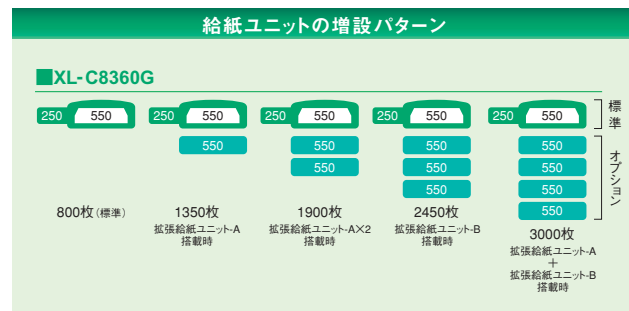 給紙ユニットの増設パターン
■XL-C8360G
250 550 250 550 250 550 250 550 250 550
標準
550 550 550 550
550 550 550
550 550
550
オプション
800枚(標準)
1350枚
拡張給紙ユニット-A
搭載時
1900枚
拡張給紙ユニット-A×2
搭載時
2450枚
拡張給紙ユニット-B
搭載時
3000枚
拡張給紙ユニット-A
+
拡張給紙ユニット-B
搭載時